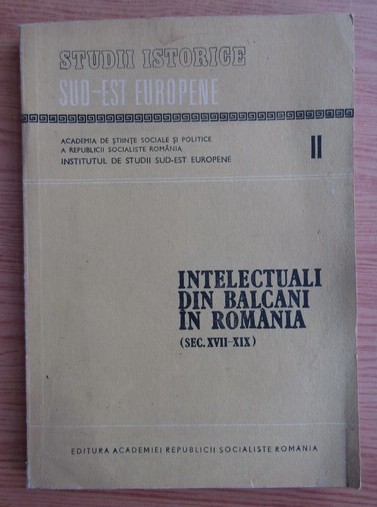 STUDII ISTORICE
SUD-EST EUROPENE
ACADEMIA DE ȘTIINȚE SOCIALE ȘI POLITICE
A REPUBLICII SOCIALISTE ROMÂNIA
INSTITUTUL DE STUDII SUD-EST EUROPENE
II
INTELECTUALI
DIN BALCANI
ÎN ROMÂNIA
(SEC. XVII–XIX)
EDITURA ACADEMIEI REPUBLICII SOCIALISTE ROMÂNIA